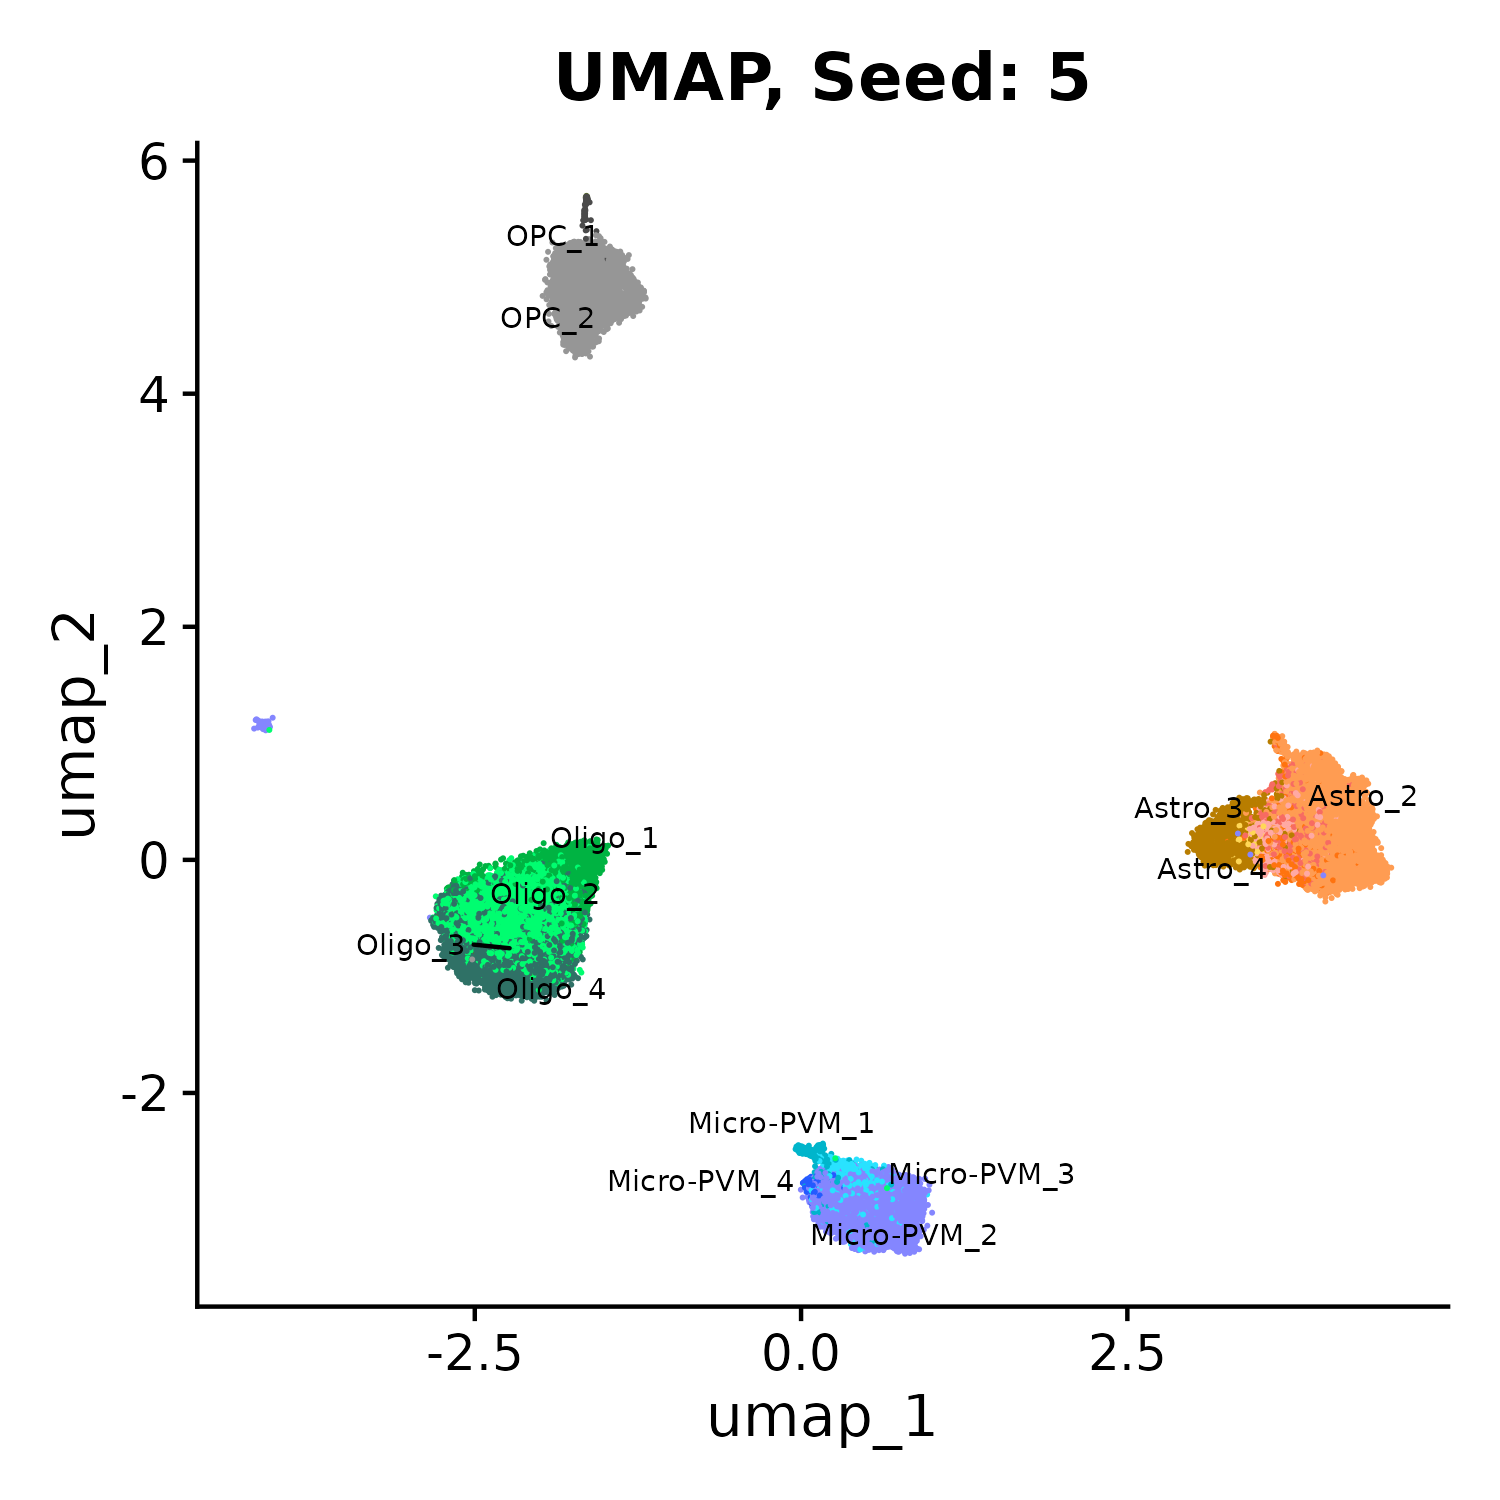 UMAP, Seed: 5
6
4
2
0
-2
umap_2
OPC_1
OPC_2
Astro_2
Astro_3
Astro_4
Oligo_1
Oligo_2
Oligo_3
Oligo_4
Micro-PVM_1
Micro-PVM_3
Micro-PVM_4
Micro-PVM_2
-2.5
0.0
2.5
umap_1